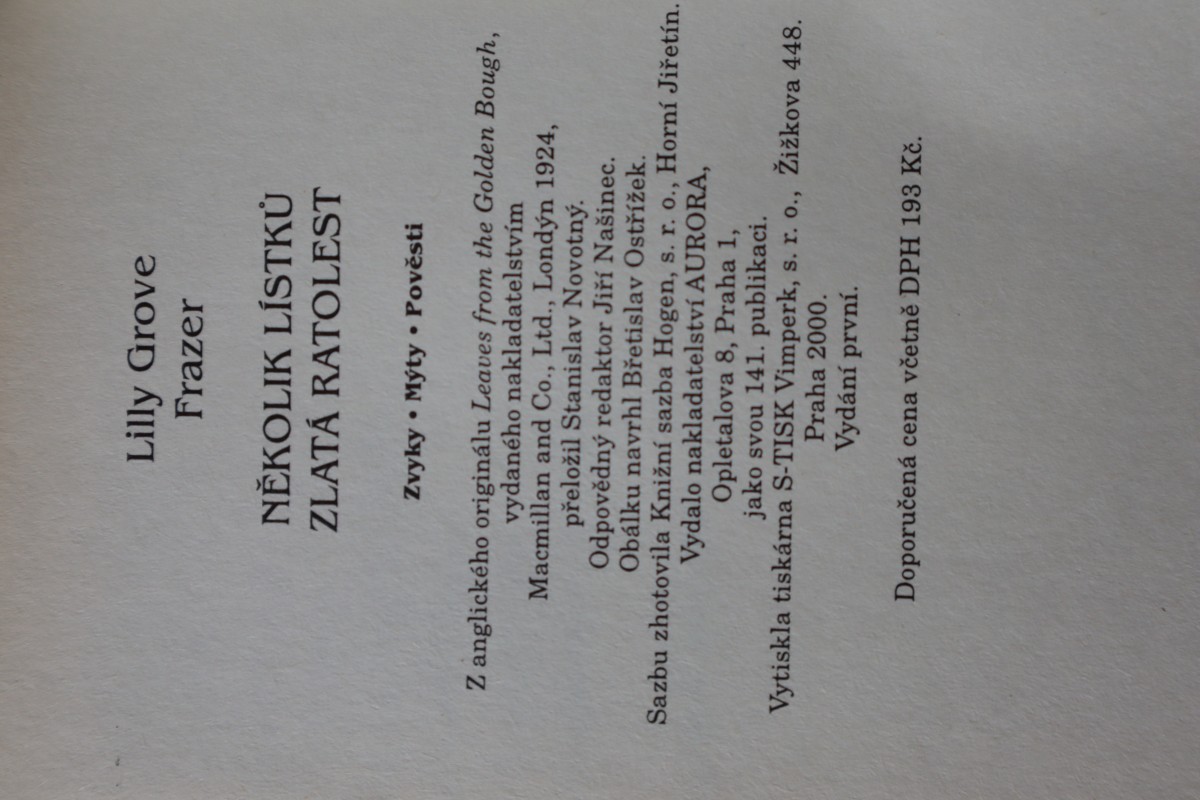 Lilly Grove
Frazer
NĚKOLIK LÍSTKŮ
ZLATÁ RATOLEST
Zvyky • Mýty • Pověsti
Z anglického originálu Leaves from the Golden Bough,
vydaného nakladatelstvím
Macmillan and Co., Ltd., Londýn 1924,
přeložil Stanislav Novotný.
Odpovědný redaktor Jiří Našinec.
Obálku navrhl Břetislav Ostřížek.
Sazbu zhotovila Knižní sazba Hogen, s. r. o., Horní Jiřetín.
Vydalo nakladatelství AURORA,
Opletalova 8, Praha 1,
jako svou 141. publikaci.
Vytiskla tiskárna S-TISK Vimperk, s. r. o., Žižkova 448.
Praha 2000.
Vydání první.
Doporučená cena včetně DPH 193 Kč.